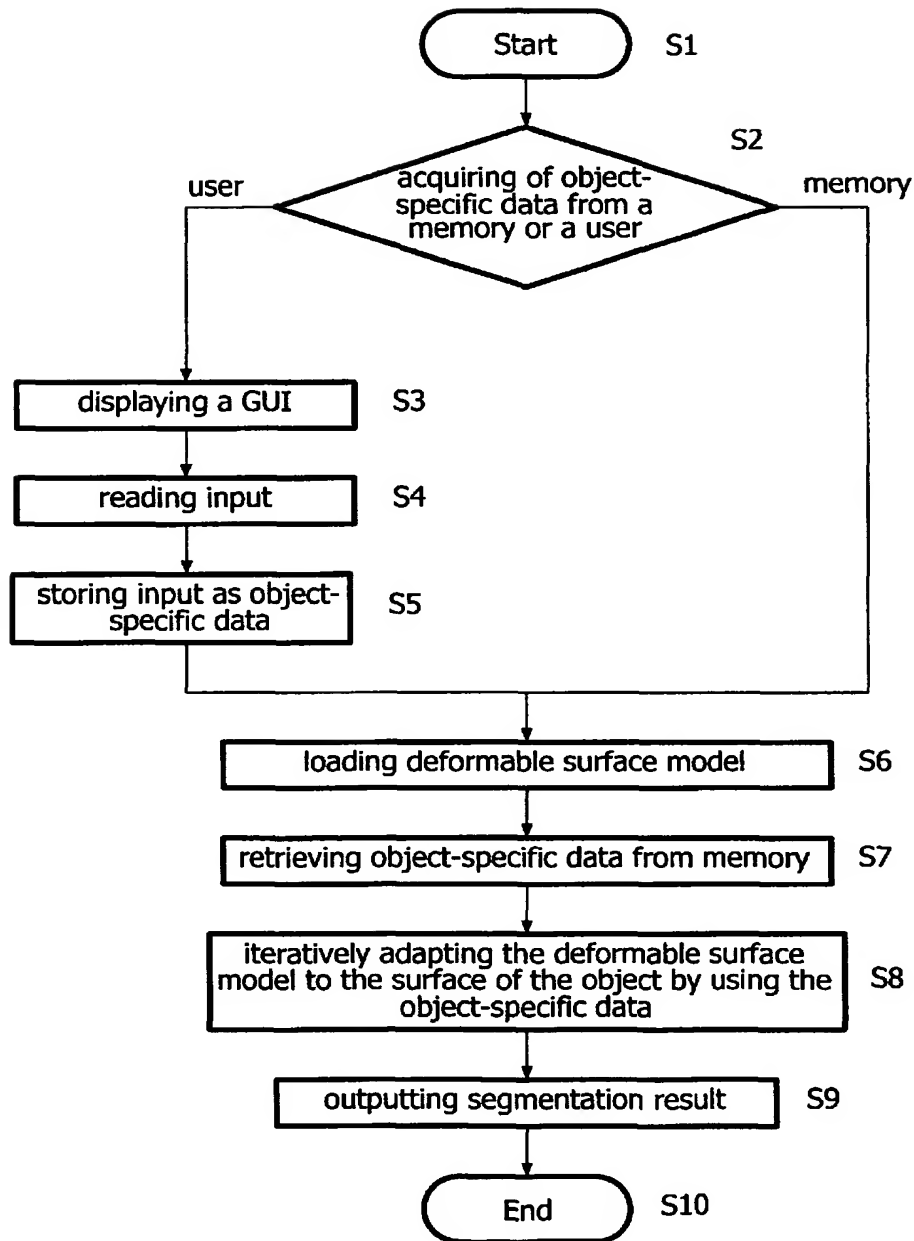 Start
S1
S2
user
acquiring of object-
specific data from a
memory or a user
memory
displaying a GUI
S3
reading input
S4
storing input as object-
specific data
S5
loading deformable surface model
S6
retrieving object-specific data from memory
S7
iteratively adapting the deformable surface
model to the surface of the object by using the
object-specific data
S8
outputting segmentation result
S9
End
S10